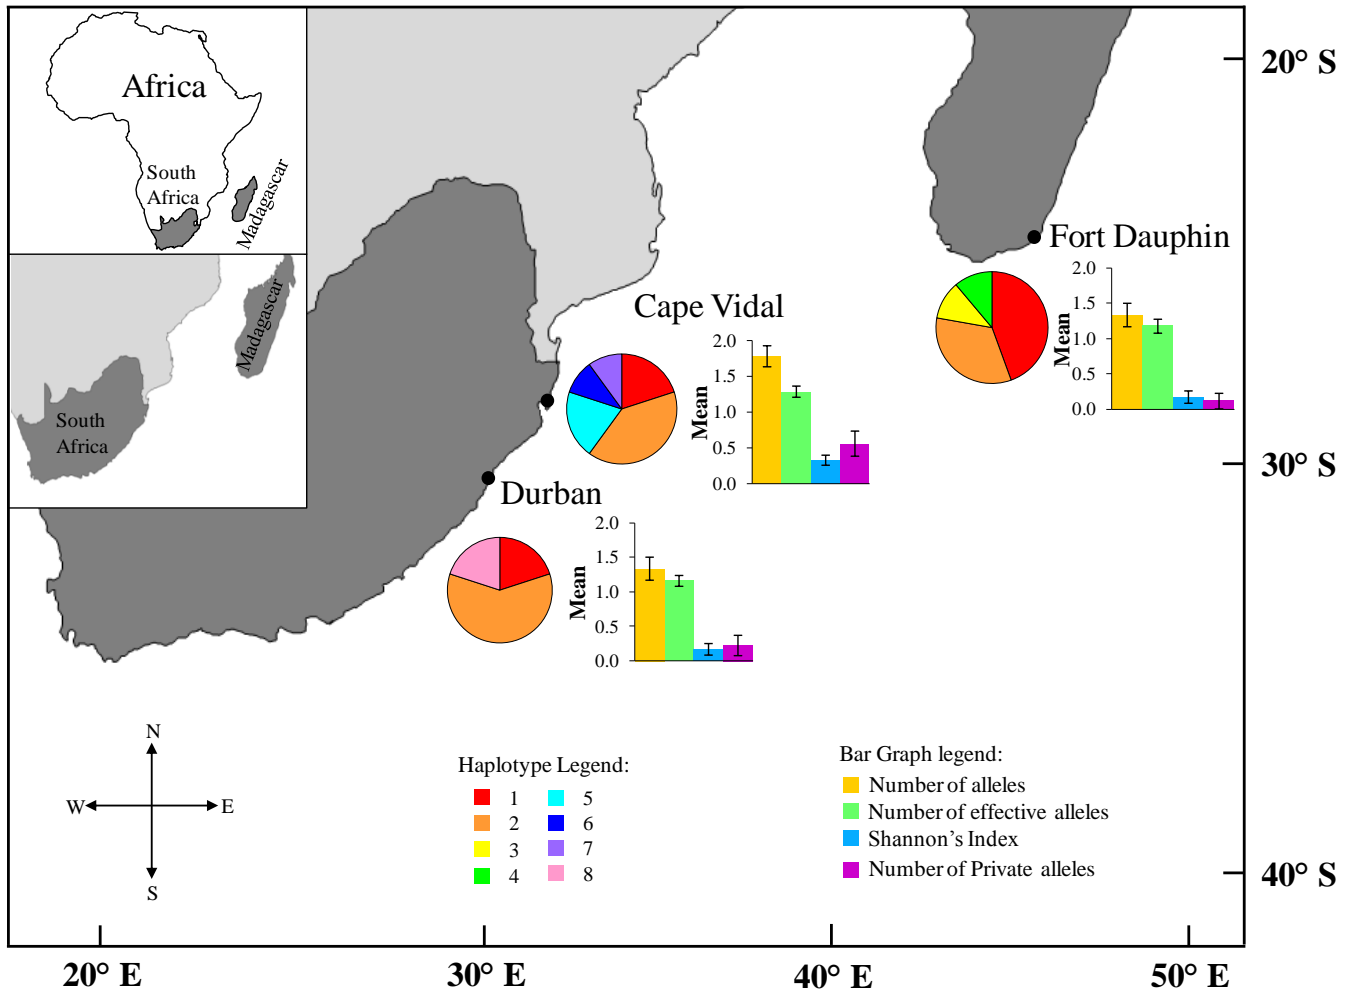 Africa
South
Africa
Madagascar
Madagascar
South
Africa
20° S
30° S
40° S
Fort Dauphin
2.0
1.5
1.0
0.5
0.0
Mean
Cape Vidal
2.0
1.5
1.0
0.5
0.0
Mean
Durban
2.0
1.5
1.0
0.5
0.0
Mean
N
W
E
S
Haplotype Legend:
1
2
3
4
5
6
7
8
Bar Graph legend:
Number of alleles
Number of effective alleles
Shannon's Index
Number of Private alleles
20° E
30° E
40° E
50° E